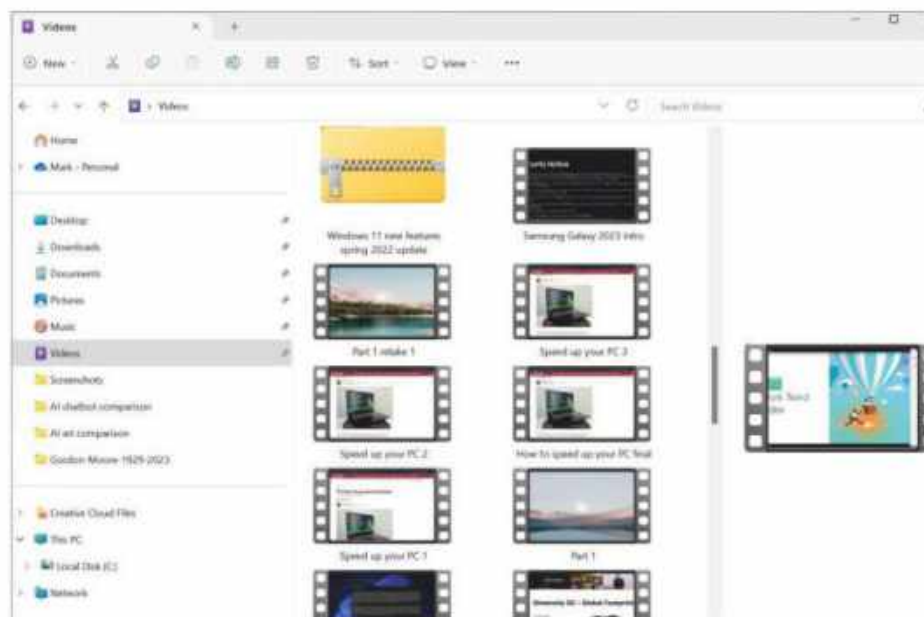 Videos
New
Sort
View
Videos
Search Videos
Home
Mark - Personal
Desktop
Downloads
Documents
Pictures
Music
Videos
Screenshots
AI chatbot comparison
AI art comparison
Gordon Moore 1929-2023
Creative Cloud Files
This PC
Local Disk (C:)
Network
Windows 11 new features
spring 2022 update
Samsung Galaxy 2023 intro
Part 1 retake 1
Speed up your PC 3
Speed up your PC 2
How to speed up your PC final
Speed up your PC 1
Part 1